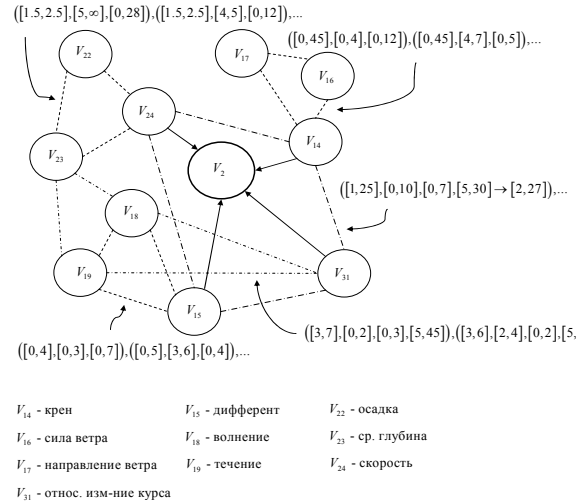 ([1.5,2.5],[5,∞],[0,28]),([1.5,2.5],[4,5],[0,12]),...
([0,45],[0,4],[0,12]),([0,45],[4,7],[0,5]),...
V22
V17
V16
V24
V14
V23
V2
([1,25],[0,10],[0,7],[5,30]→[2,27]),...
V18
V19
V31
V15
([3,7],[0,2],[0,3],[5,45]),([3,6],[2,4],[0,2],[5,
([0,4],[0,3],[0,7]),([0,5],[3,6],[0,4]),...
V14 - крен
V15 - дифферент
V22 - осадка
V16 - сила ветра
V18 - волнение
V23 - ср. глубина
V17 - направление ветра
V19 - течение
V24 - скорость
V31 - относ. изм-ние курса